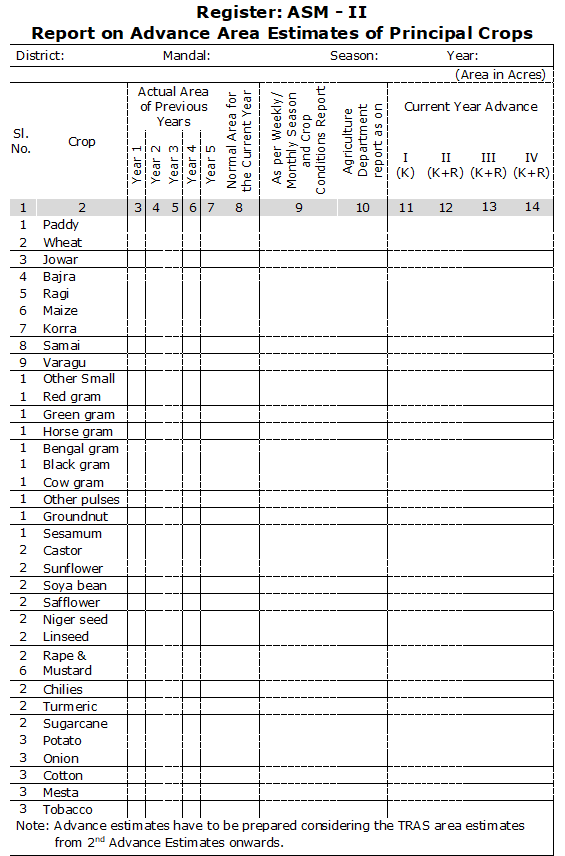 Register: ASM - II
Report on Advance Area Estimates of Principal Crops
District: Mandal: Season: Year:
(Area in Acres)
Sl. No.
Crop
Actual Area of Previous Years
Year 1
Year 2
Year 3
Year 4
Year 5
Normal Area for the Current Year
As per Weekly/ Monthly Season and Crop Conditions Report
Agriculture Department report as on
Current Year Advance
I (K)
II (K+R)
III (K+R)
IV (K+R)
1 2 3 4 5 6 7 8 9 10 11 12 13 14
1 Paddy
2 Wheat
3 Jowar
4 Bajra
5 Ragi
6 Maize
7 Korra
8 Samai
9 Varagu
1 Other Small
1 Red gram
1 Green gram
1 Horse gram
1 Bengal gram
1 Black gram
1 Cow gram
1 Other pulses
1 Groundnut
1 Sesamum
2 Castor
2 Sunflower
2 Soya bean
2 Safflower
2 Niger seed
2 Linseed
2 Rape &
6 Mustard
2 Chilies
2 Turmeric
2 Sugarcane
3 Potato
3 Onion
3 Cotton
3 Mesta
3 Tobacco
Note: Advance estimates have to be prepared considering the TRAS area estimates
from 2nd Advance Estimates onwards.